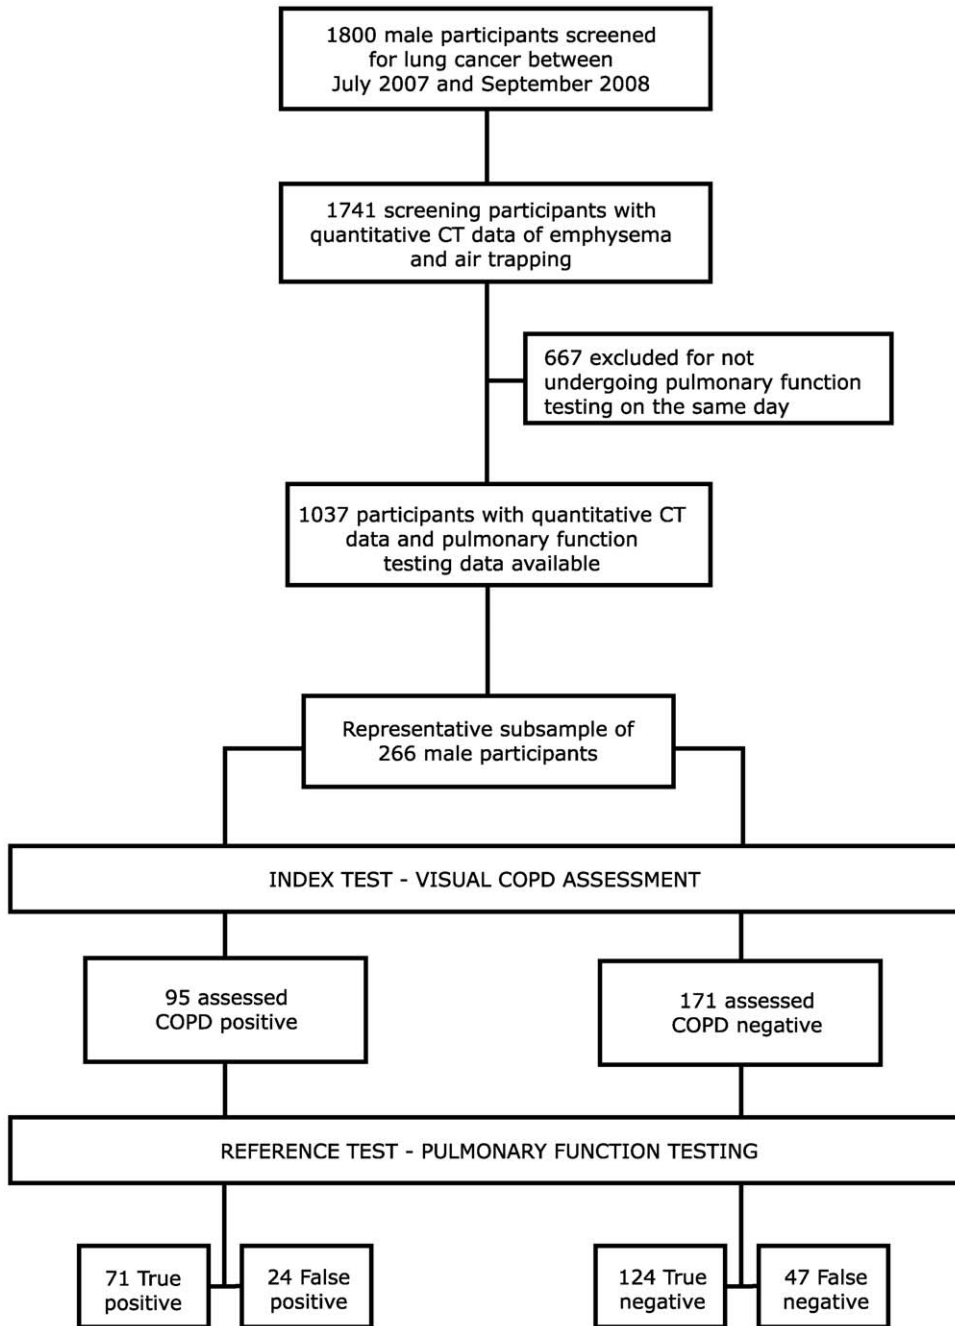 1800 male participants screened
for lung cancer between
July 2007 and September 2008
1741 screening participants with
quantitative CT data of emphysema
and air trapping
667 excluded for not
undergoing pulmonary function
testing on the same day
1037 participants with quantitative CT
data and pulmonary function
testing data available
Representative subsample of
266 male participants
INDEX TEST - VISUAL COPD ASSESSMENT
95 assessed
COPD positive
171 assessed
COPD negative
REFERENCE TEST - PULMONARY FUNCTION TESTING
71 True
positive
24 False
positive
124 True
negative
47 False
negative